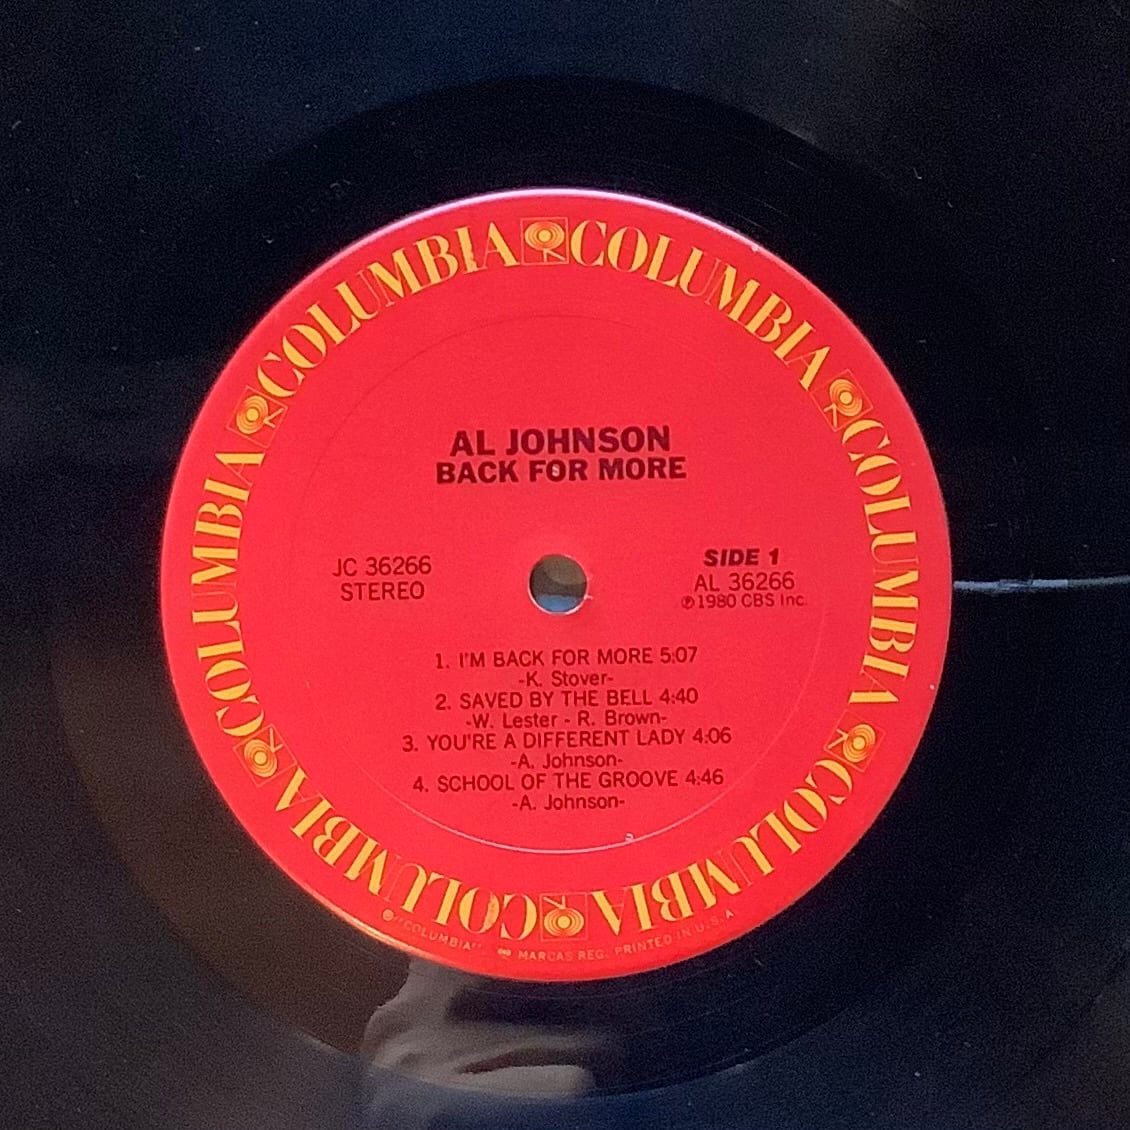 COLUMBIA COLUMBIA COLUMBIA COLUMBIA COLUMBIA COLUMBIA
AL JOHNSON
BACK FOR MORE
JC 36266
STEREO
SIDE 1
AL 36266
℗ 1980 CBS Inc.
1. I'M BACK FOR MORE 5:07
-K. Stover-
2. SAVED BY THE BELL 4:40
-W. Lester - R. Brown-
3. YOU'RE A DIFFERENT LADY 4:06
-A. Johnson-
4. SCHOOL OF THE GROOVE 4:46
-A. Johnson-
"COLUMBIA" MARCAS REG. PRINTED IN U.S.A